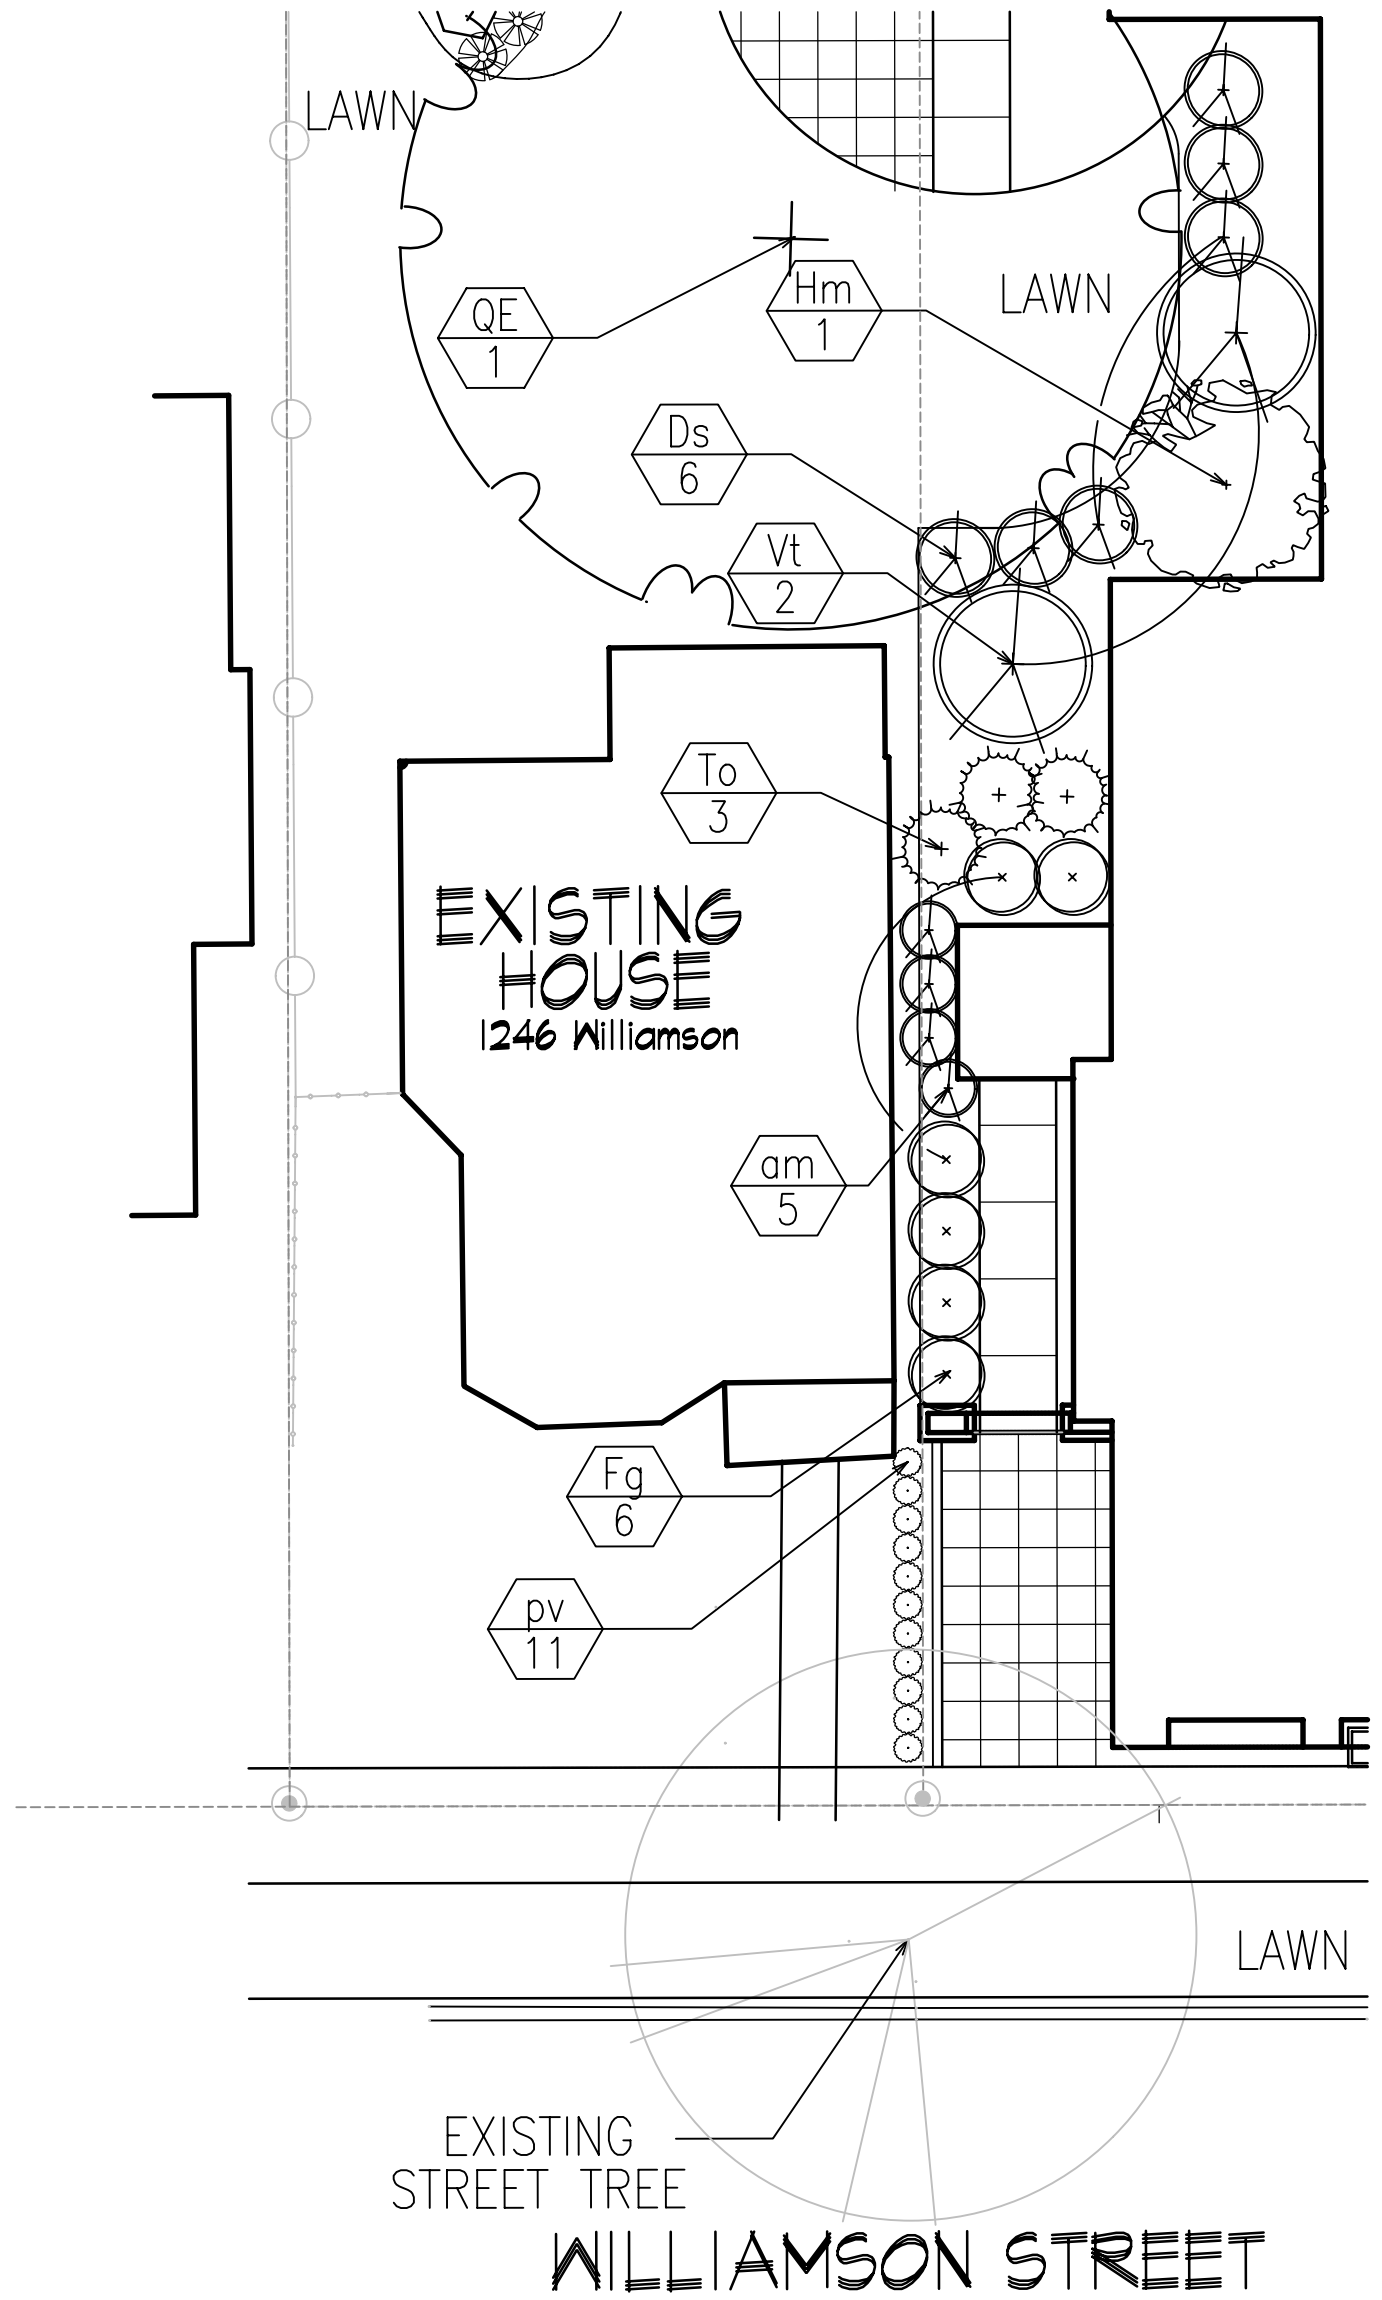 LAWN
QE
1
Hm
1
LAWN
Ds
6
Vt
2
To
3
EXISTING
HOUSE
1246 Williamson
am
5
Fg
6
pv
11
LAWN
EXISTING
STREET TREE
WILLIAMSON STREET